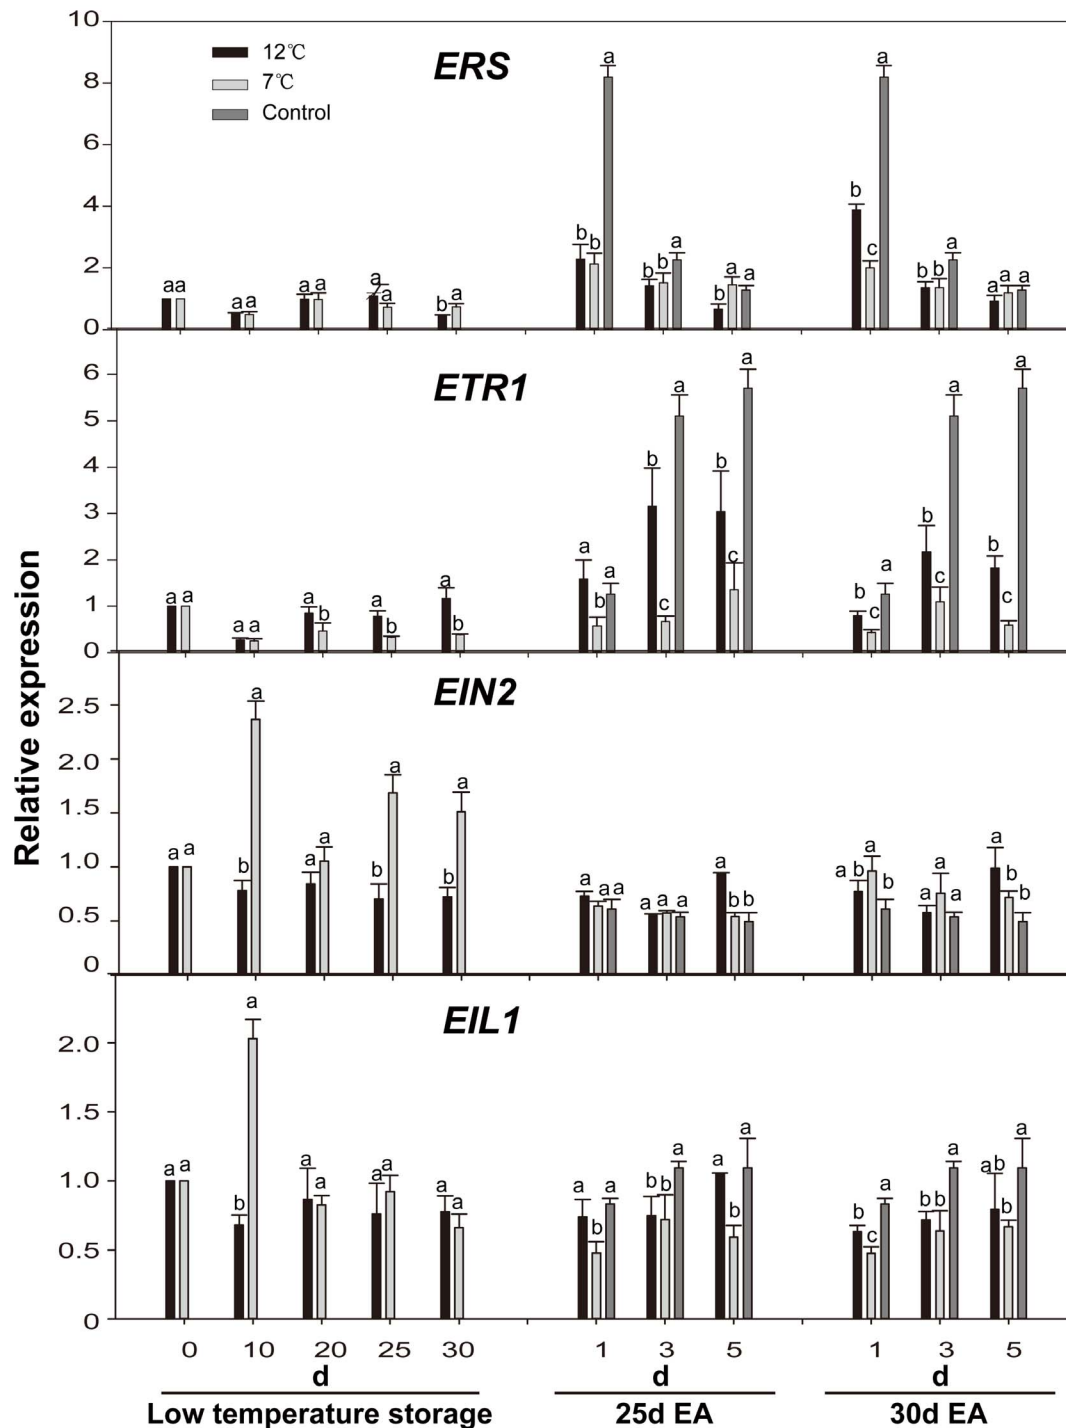 10
12℃
7℃
Control
ERS
8
6
4
2
0
a a
a a
a a
a a
b a
b b a
b b a
b a a
b c a
b b a
a a a
ETR1
6
5
4
3
2
1
0
a a
a a
a b
a b
a b
a b a
b c a
b c a
b c a
b c a
b c a
Relative expression
EIN2
2.5
2.0
1.5
1.0
0.5
0
a a
b a
a a
b a
b a
a a a
a a a
a b b
a b a b
a a a
a b b
EIL1
2.0
1.5
1.0
0.5
0
a a
b a
a a
a a
a a
a b a
b b a
a b a
b c a
b b a
a b b a
0 10 20 25 30 1 3 5 1 3 5
d d d
Low temperature storage 25d EA 30d EA